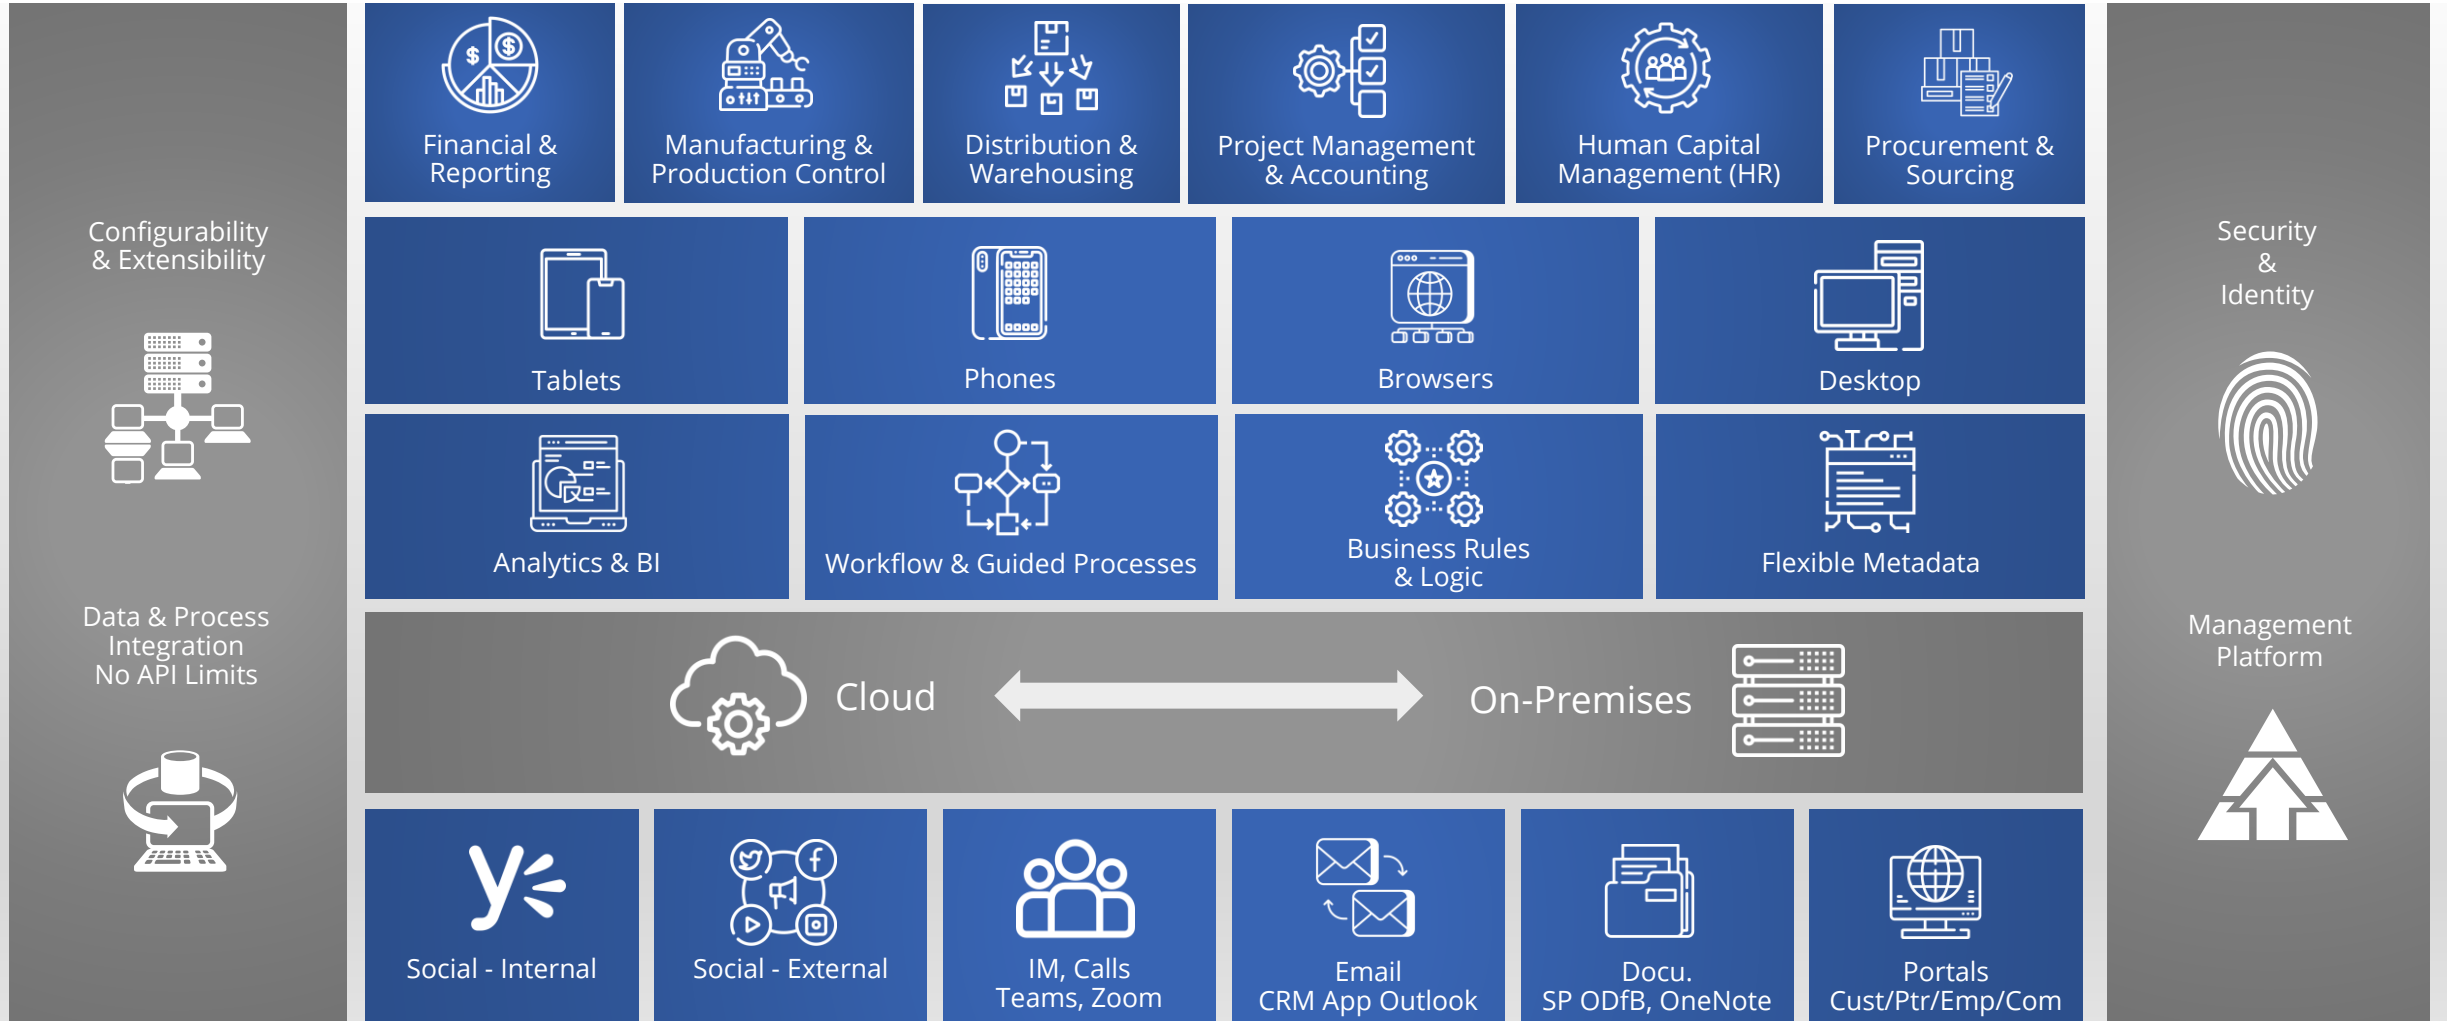 Configurability
& Extensibility
Data & Process
Integration
No API Limits
Financial &
Reporting
Manufacturing &
Production Control
Distribution &
Warehousing
Project Management
& Accounting
Human Capital
Management (HR)
Procurement &
Sourcing
Tablets
Phones
Browsers
Desktop
Analytics & BI
Workflow & Guided Processes
Business Rules
& Logic
Flexible Metadata
Cloud
On-Premises
Social - Internal
Social - External
IM, Calls
Teams, Zoom
Email
CRM App Outlook
Docu.
SP ODfB, OneNote
Portals
Cust/Ptr/Emp/Com
Security
&
Identity
Management
Platform